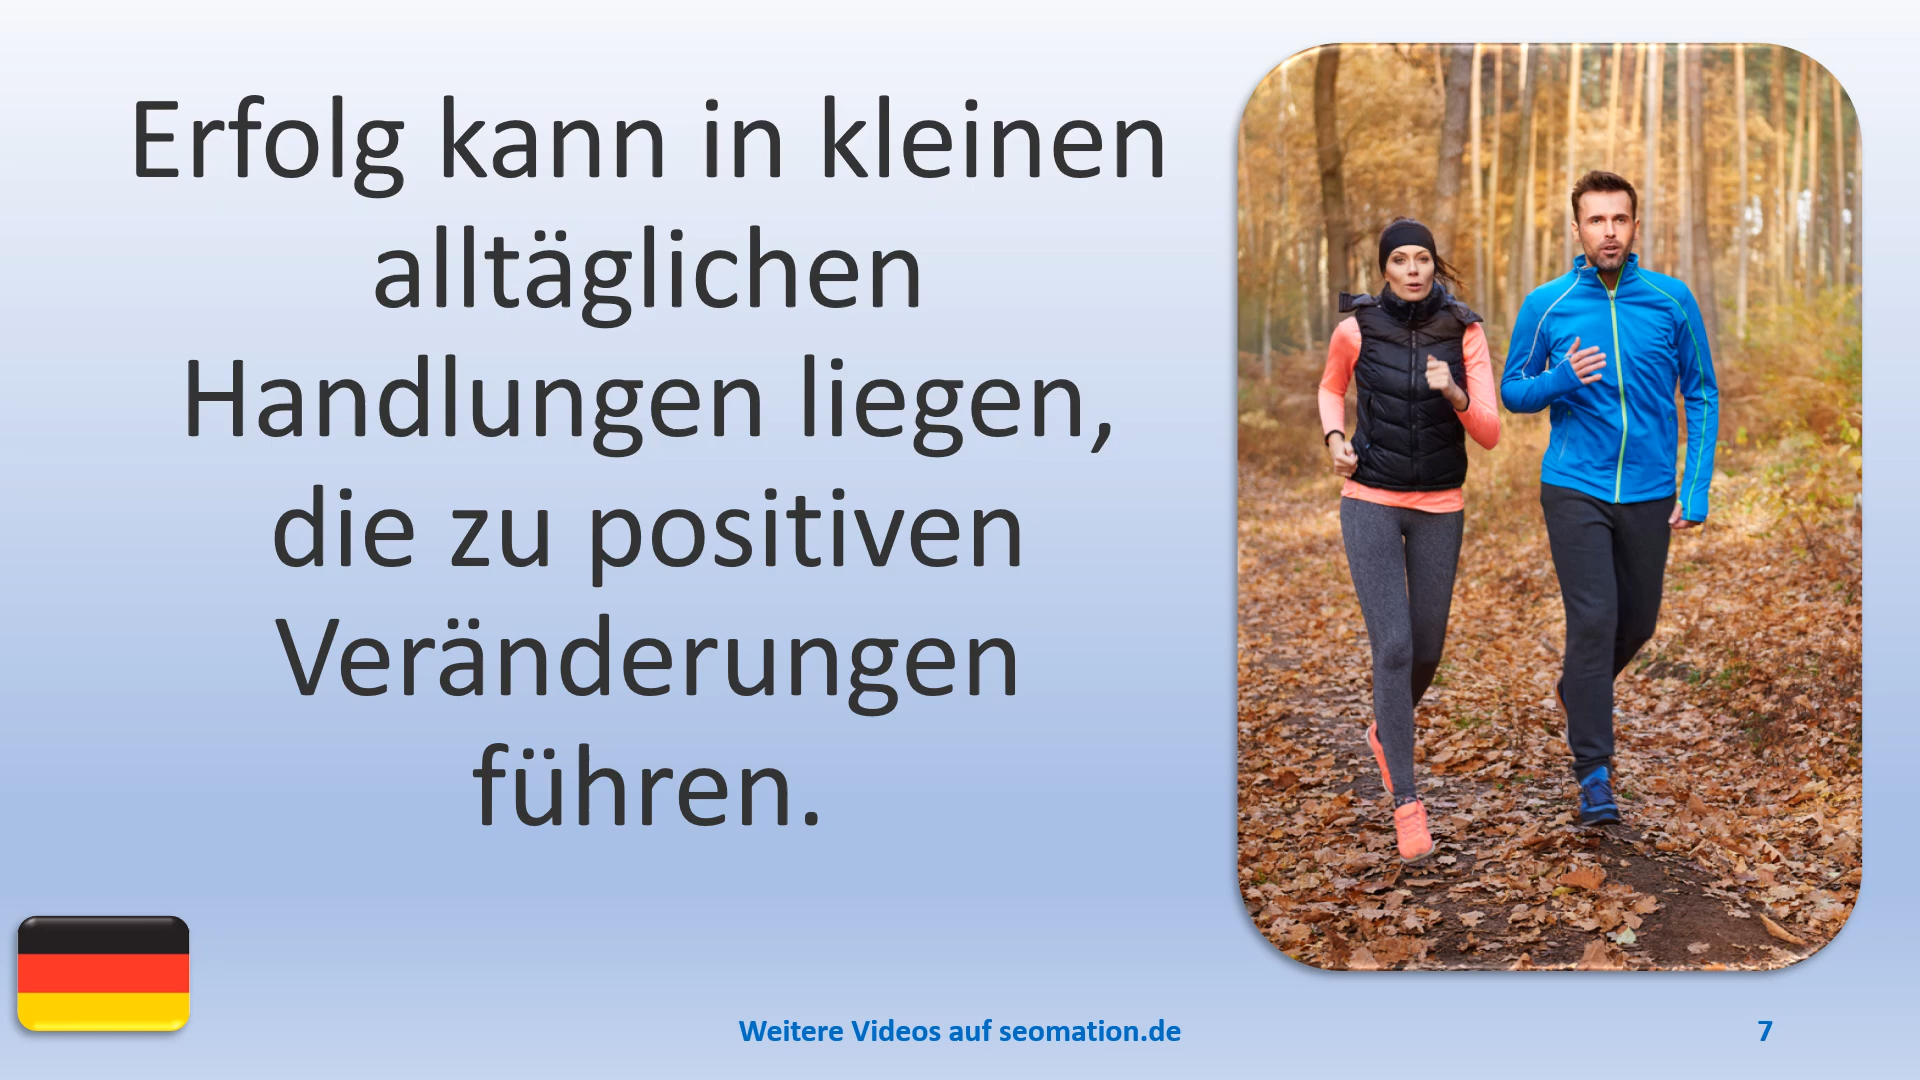 Erfolg kann in kleinen
alltäglichen
Handlungen liegen,
die zu positiven
Veränderungen
führen.
Weitere Videos auf seomation.de
7